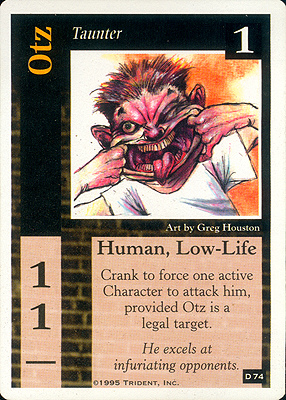 Otz
Taunter
1
Art by Greg Houston
Human, Low-Life
1
1
—
Crank to force one active
Character to attack him,
provided Otz is a
legal target.
He excels at
infuriating opponents.
D74
©1995 TRIDENT, INC.